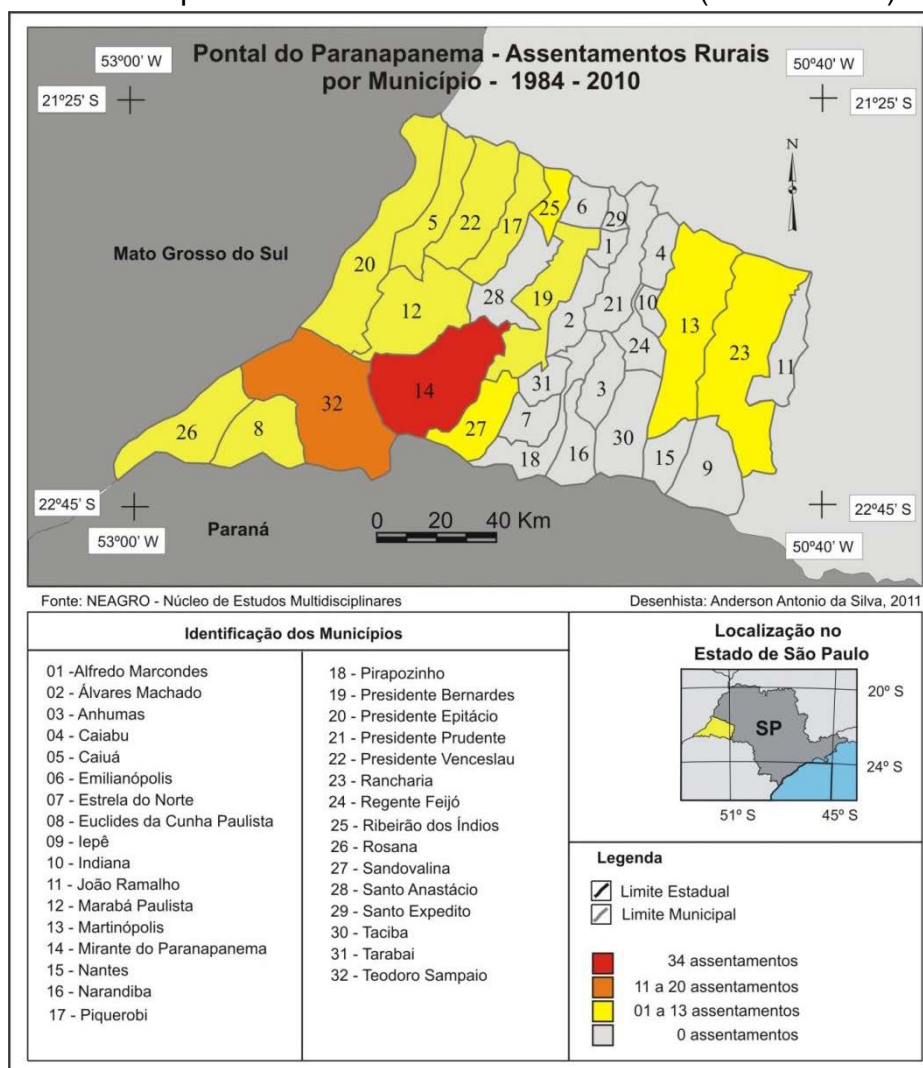 Pontal do Paranapanema - Assentamentos Rurais
por Município - 1984 - 2010
53º00' W
21º25' S
50º40' W
21º25' S
N
Mato Grosso do Sul
25
6
29
5
22
17
1
4
20
19
28
12
2
21
10
13
23
24
11
31
3
14
32
7
27
26
8
30
18
16
15
9
22º45' S
53º00' W
Paraná
0 20 40 Km
22º45' S
50º40' W
Fonte: NEAGRO - Núcleo de Estudos Multidisciplinares
Desenhista: Anderson Antonio da Silva, 2011
Identificação dos Municípios
01 -Alfredo Marcondes
02 - Álvares Machado
03 - Anhumas
04 - Caiabu
05 - Caiuá
06 - Emilianópolis
07 - Estrela do Norte
08 - Euclides da Cunha Paulista
09 - Iepê
10 - Indiana
11 - João Ramalho
12 - Marabá Paulista
13 - Martinópolis
14 - Mirante do Paranapanema
15 - Nantes
16 - Narandiba
17 - Piquerobi
18 - Pirapozinho
19 - Presidente Bernardes
20 - Presidente Epitácio
21 - Presidente Prudente
22 - Presidente Venceslau
23 - Rancharia
24 - Regente Feijó
25 - Ribeirão dos Índios
26 - Rosana
27 - Sandovalina
28 - Santo Anastácio
29 - Santo Expedito
30 - Taciba
31 - Tarabai
32 - Teodoro Sampaio
Localização no
Estado de São Paulo
20º S
SP
24º S
51º S
45º S
Legenda
Limite Estadual
Limite Municipal
34 assentamentos
11 a 20 assentamentos
01 a 13 assentamentos
0 assentamentos